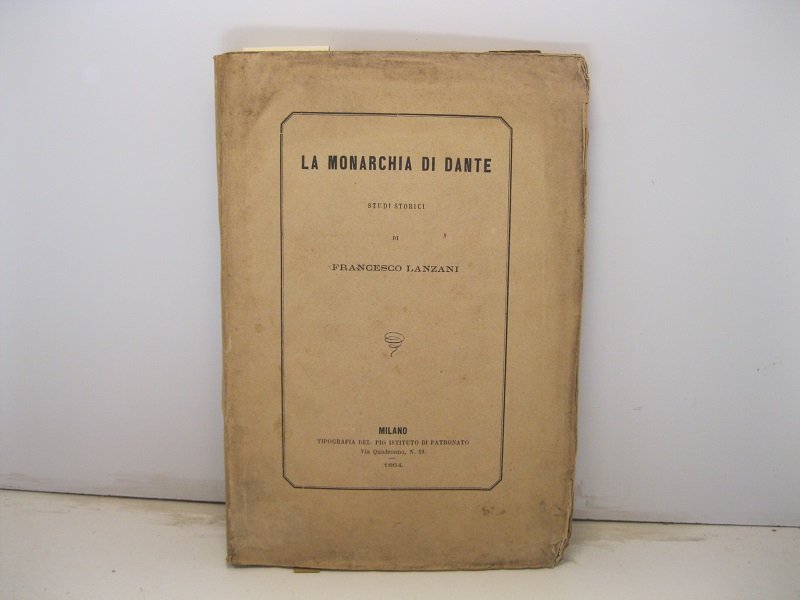 LA MONARCHIA DI DANTE
STUDI STORICI
DI
FRANCESCO LANZANI
MILANO
TIPOGRAFIA DEL PIO ISTITUTO DI PATRONATO
Via Quadronno, N. 19.
1864.